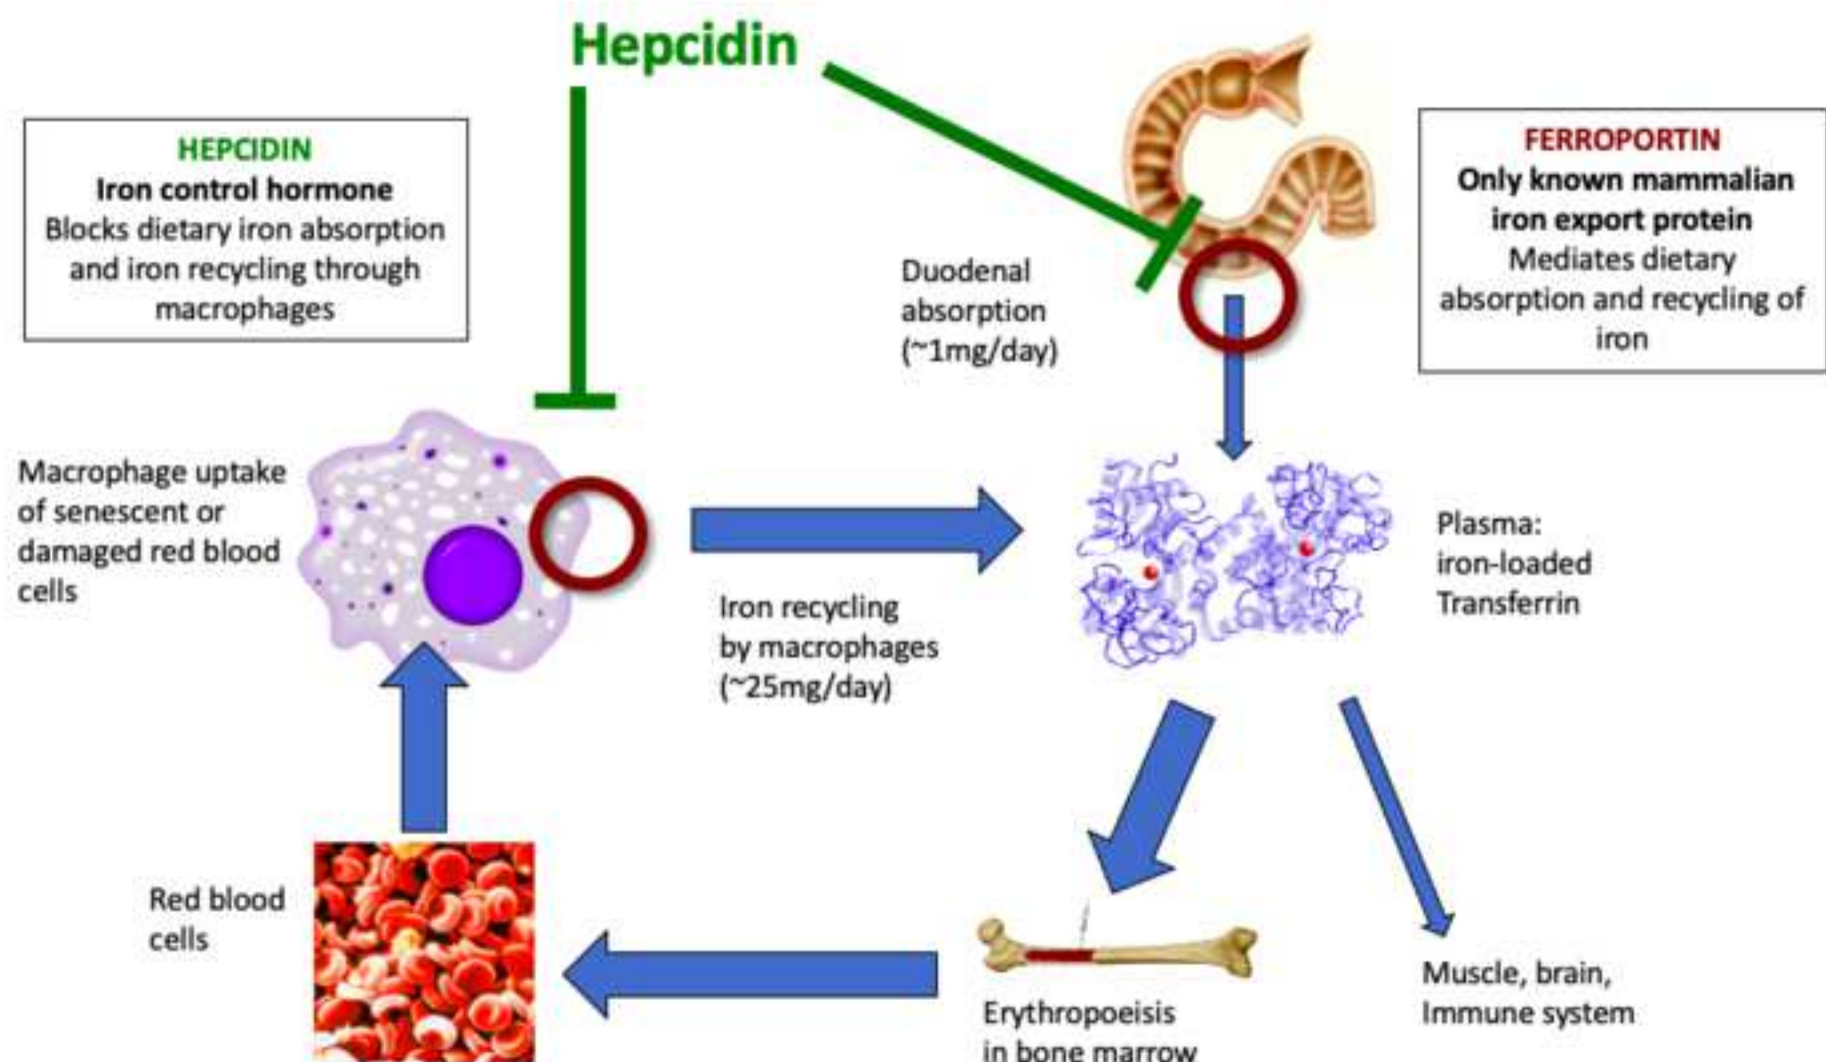 Hepcidin
HEPCIDIN
Iron control hormone
Blocks dietary iron absorption
and iron recycling through
macrophages
FERROPORTIN
Only known mammalian
iron export protein
Mediates dietary
absorption and recycling of
iron
Duodenal
absorption
(~1mg/day)
Macrophage uptake
of senescent or
damaged red blood
cells
Iron recycling
by macrophages
(~25mg/day)
Plasma:
iron-loaded
Transferrin
Red blood
cells
Erythropoeisis
in bone marrow
Muscle, brain,
Immune system